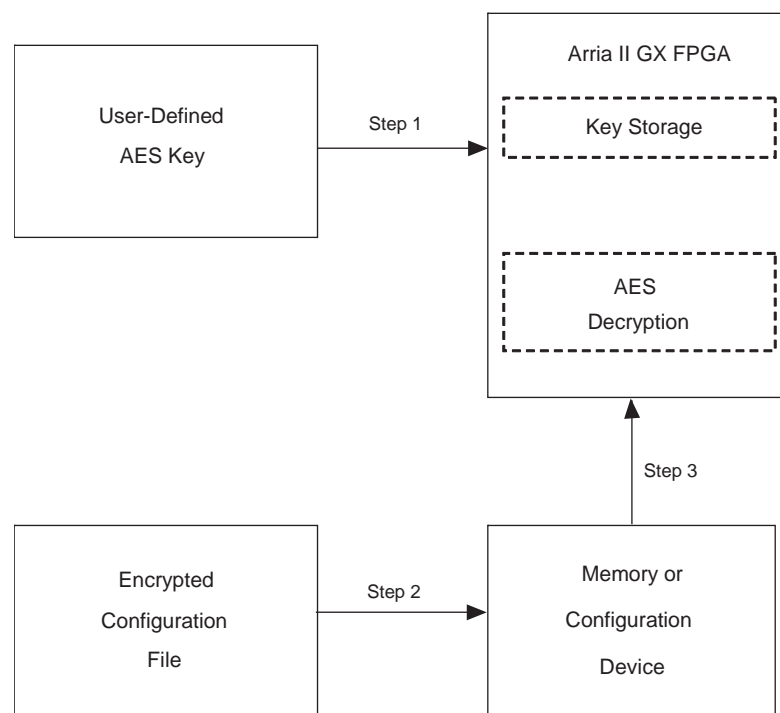 User-Defined
AES Key
Step 1
Arria II GX FPGA
Key Storage
AES
Decryption
Step 3
Encrypted
Configuration
File
Step 2
Memory or
Configuration
Device